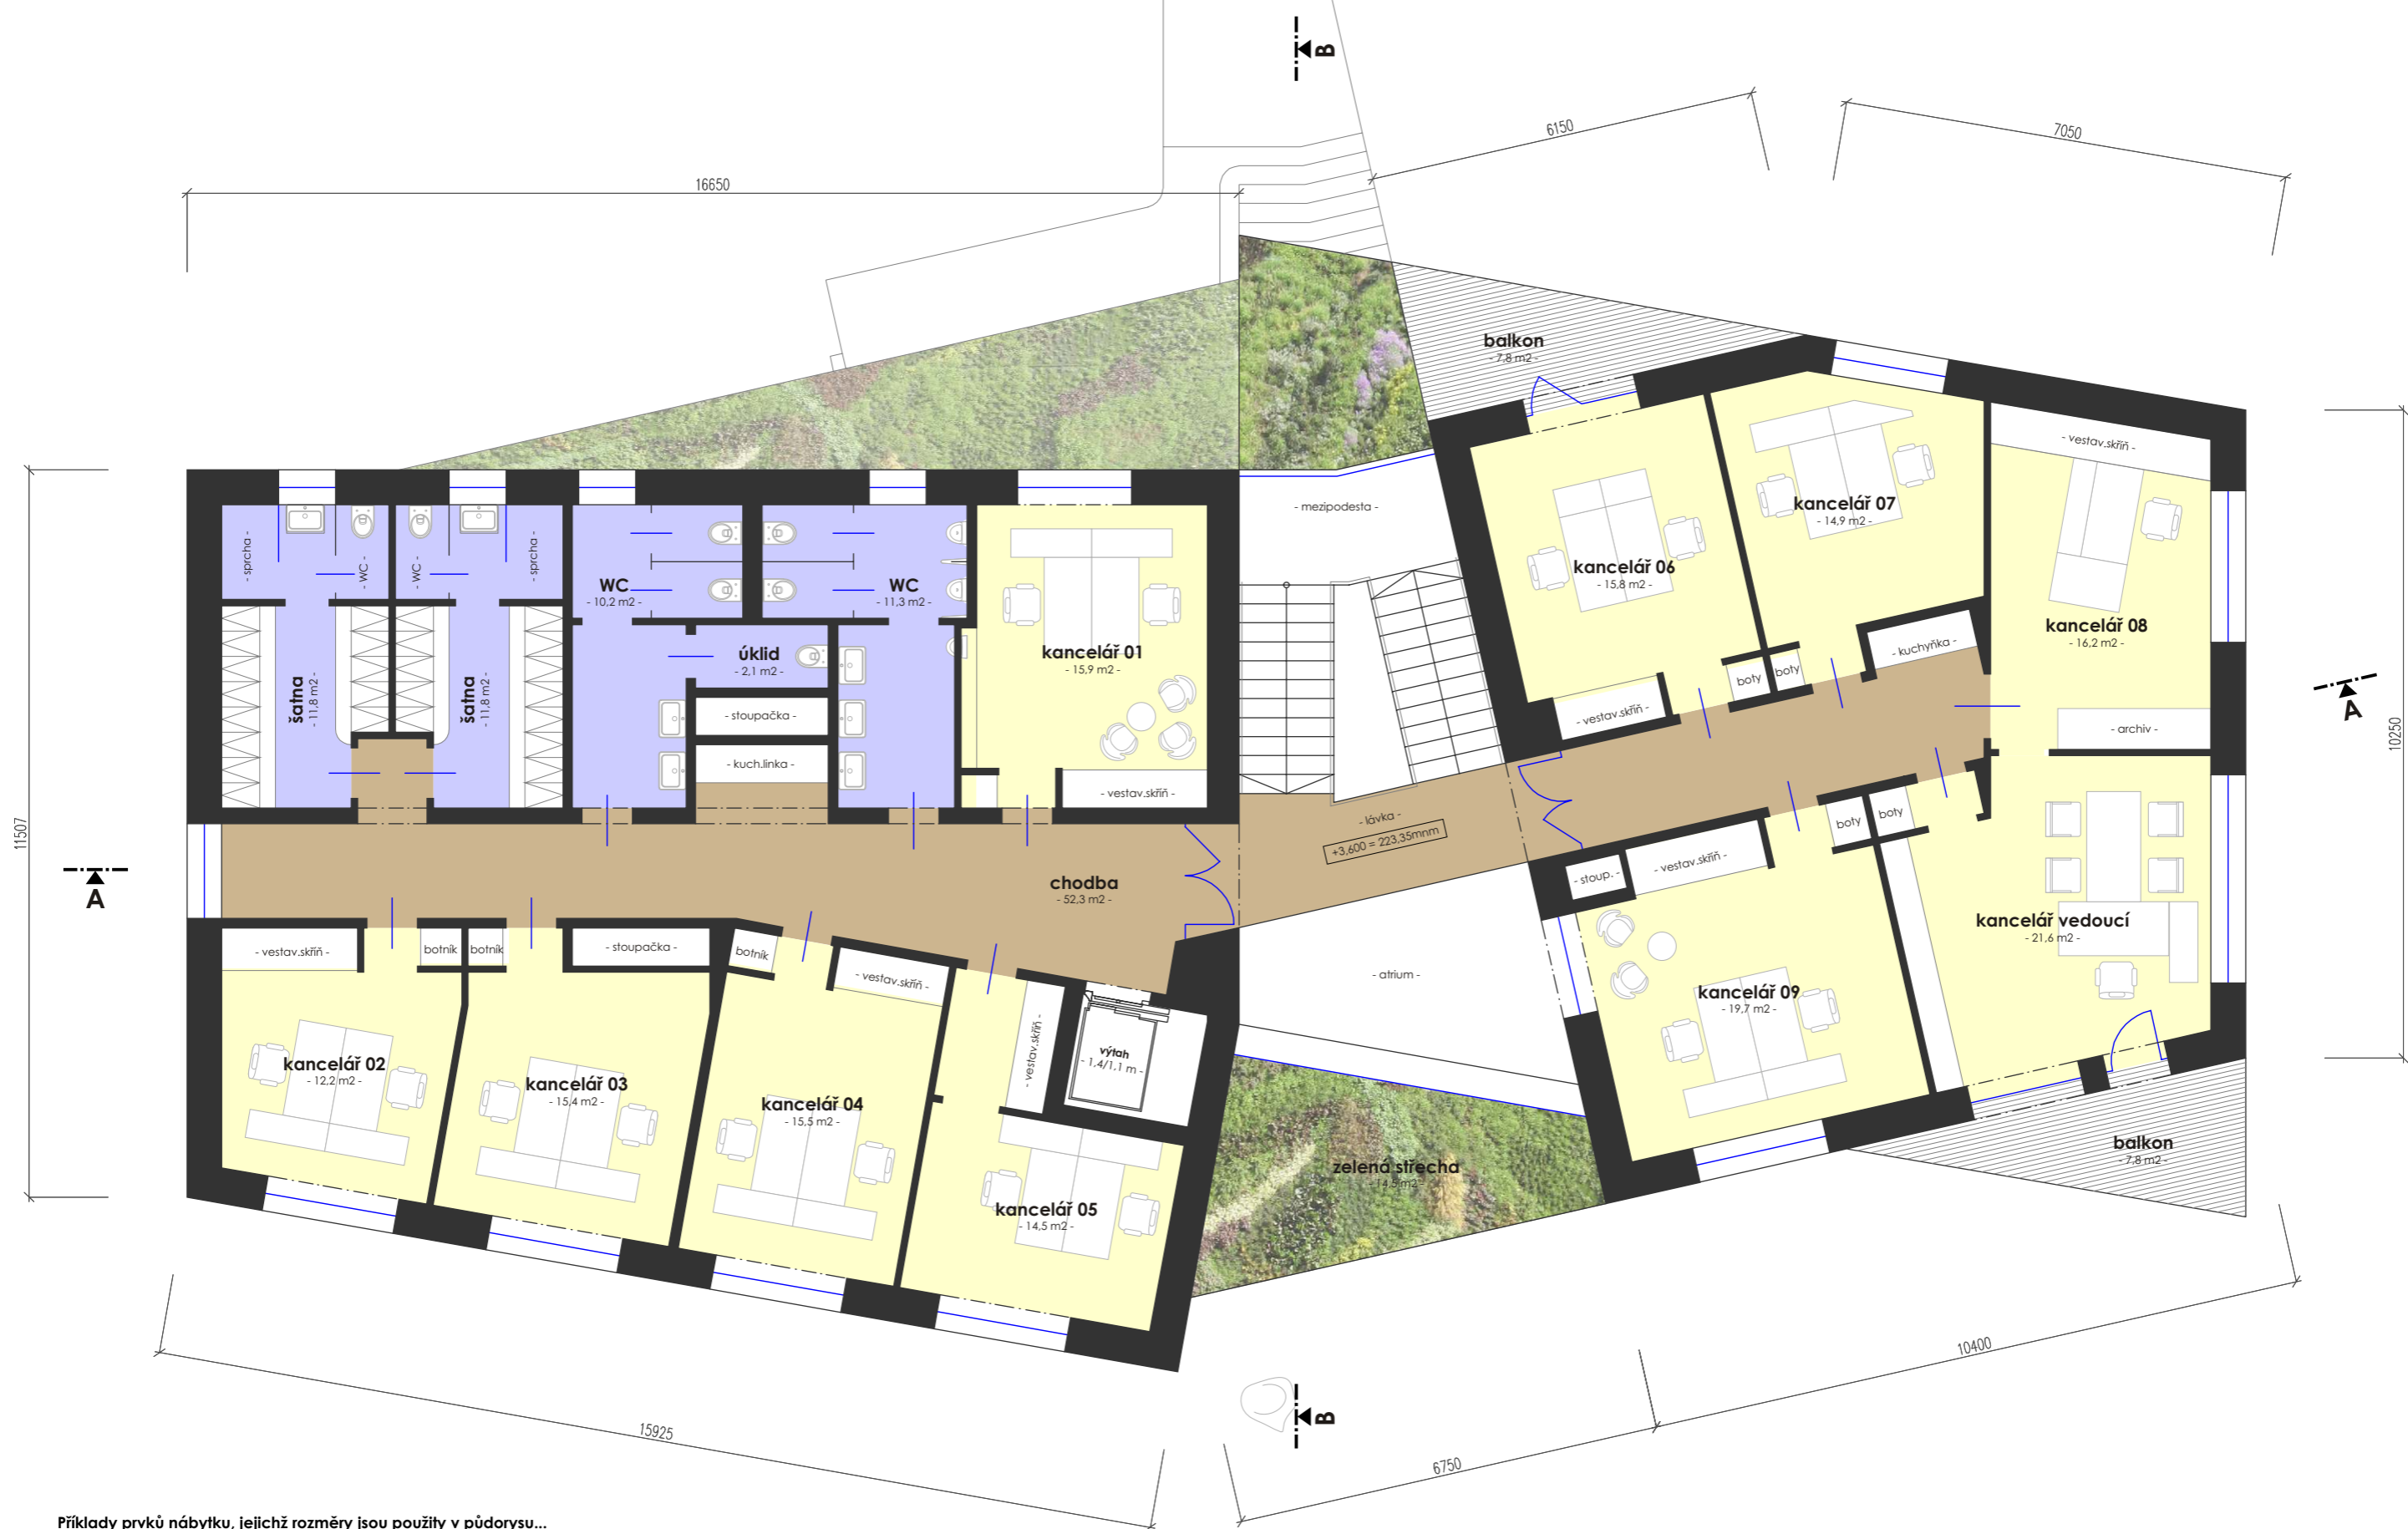 B
6150
7050
16650
balkon
- 7,8 m2 -
- vestav.skříň -
- mezipodesta -
kancelář 07
- 14,9 m2 -
- sprcha -
- WC -
- WC -
- sprcha -
WC
- 10,2 m2 -
WC
- 11,3 m2 -
kancelář 06
- 15,8 m2 -
kancelář 08
- 16,2 m2 -
úklid
- 2,1 m2 -
kancelář 01
- 15,9 m2 -
- kuchyňka -
boty
boty
šatna
- 11,8 m2 -
šatna
- 11,8 m2 -
- stoupačka -
- vestav.skříň -
- archiv -
A
10250
- kuch.linka -
- vestav.skříň -
11507
- lávka -
+3,600 = 223,35mnm
boty
boty
A
chodba
- 52,3 m2 -
- stoup. -
- vestav.skříň -
- vestav.skříň -
botník
botník
- stoupačka -
botník
- vestav.skříň -
- atrium -
kancelář vedoucí
- 21,6 m2 -
kancelář 09
- 19,7 m2 -
- vestav.skříň -
výtah
- 1,4/1,1 m -
kancelář 02
- 12,2 m2 -
kancelář 03
- 15,4 m2 -
kancelář 04
- 15,5 m2 -
kancelář 05
- 14,5 m2 -
zelená střecha
- 14,5 m2 -
balkon
- 7,8 m2 -
10400
B
15925
6750
Příklady prvků nábytku, jejichž rozměry jsou použity v půdorysu...